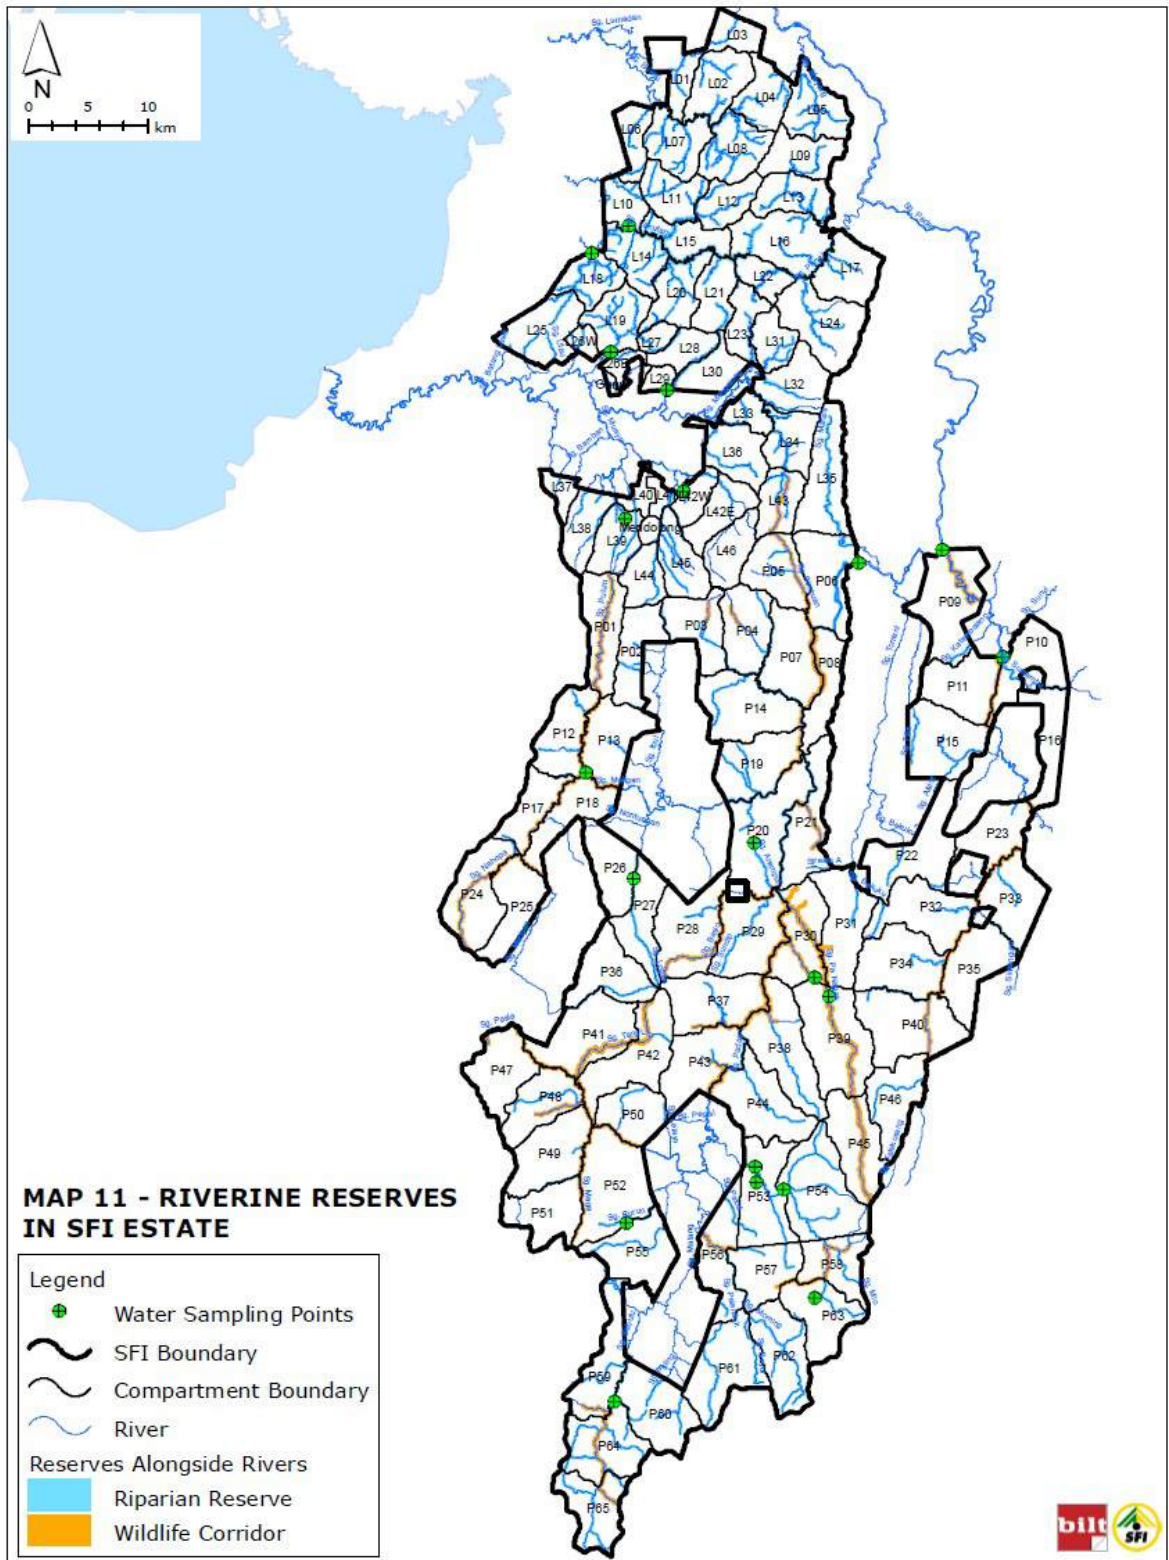 N
0 5 10
km
Sg. Lumadan
L03
L01
L02
L04
L05
L06
L07
L08
L09
L10
L11
L12
L13
Sg. Padas
L15
L16
L14
L17
L18
L22
L20
L21
L19
L24
L25
L26W
L27
L23
L31
L28
L29
L30
L32
L33
L34
L36
L35
L37
L40
L42W
L43
L38
L42E
Mendolong
L39
L46
L44
L45
P05
P06
P09
P10
P01
P03
P04
P02
P07
P08
P11
P14
P12
P13
P15
P16
P19
P17
P18
P20
P21
P23
P22
P26
P24
P25
P27
P32
P33
P28
P29
P30
P31
P34
P35
P36
P37
P41
P40
P39
P42
P38
P43
P47
P48
P44
P46
P50
P45
P49
P52
P53
P54
P51
P55
P56
P57
P58
P63
P59
P61
P62
P60
P64
P65
MAP 11 - RIVERINE RESERVES
IN SFI ESTATE
Legend
Water Sampling Points
SFI Boundary
Compartment Boundary
River
Reserves Alongside Rivers
Riparian Reserve
Wildlife Corridor
bilt
SFI